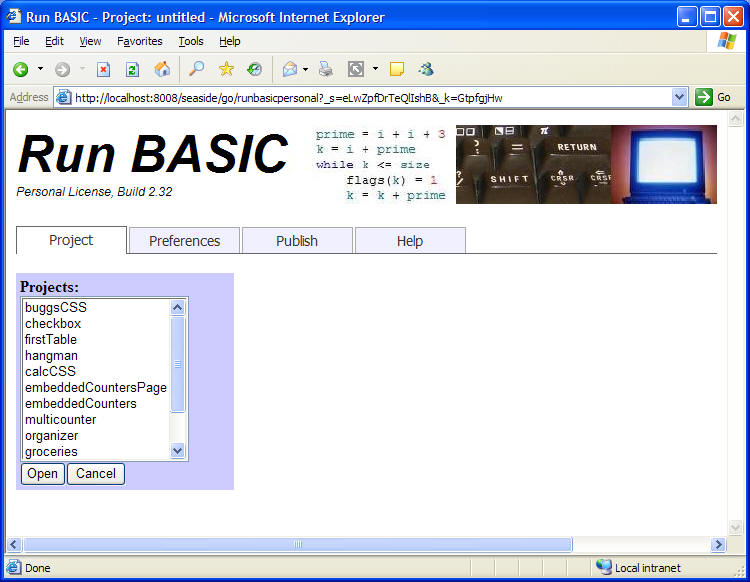 Run BASIC - Project: untitled - Microsoft Internet Explorer
File Edit View Favorites Tools Help
Address http://localhost:8008/seaside/go/runbasicpersonal?_s=eLwZpfDrTeQlIshB&_k=GtpfgjHw Go
Run BASIC
Personal License, Build 2.32
prime = i + i + 3
k = i + prime
while k <= size
flags(k) = 1
k = k + prime
RETURN
SHIFT CRSR CRS
Project Preferences Publish Help
Projects:
buggsCSS
checkbox
firstTable
hangman
calcCSS
embeddedCountersPage
embeddedCounters
multicounter
organizer
groceries
Open Cancel
Done Local intranet